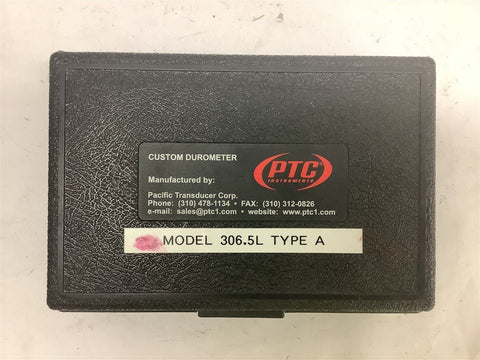 CUSTOM DUROMETER
Manufactured by:
PTC
INSTRUMENTS
Pacific Transducer Corp.
Phone: (310) 478-1134 • FAX: (310) 312-0826
e-mail: sales@ptc1.com • website: www.ptc1.com
MODEL 306.5L TYPE A